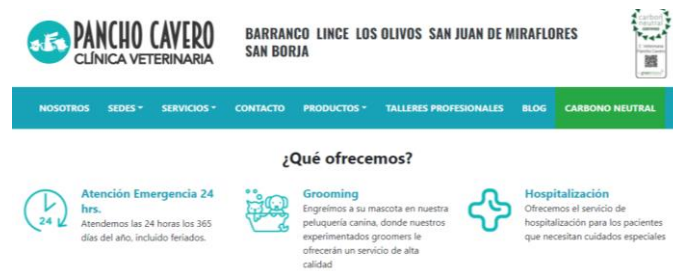 PANCHO CAVERO
CLÍNICA VETERINARIA
BARRANCO LINCE LOS OLIVOS SAN JUAN DE MIRAFLORES
SAN BORJA
carbon
neutral
NOSOTROS SEDES SERVICIOS CONTACTO PRODUCTOS TALLERES PROFESIONALES BLOG CARBONO NEUTRAL
¿Qué ofrecemos?
24
Atención Emergencia 24
hrs.
Atendemos las 24 horas los 365
días del año, incluido feriados.
Grooming
Engreímos a su mascota en nuestra
peluquería canina, donde nuestros
experimentados groomers le
ofrecerán un servicio de alta
calidad
Hospitalización
Ofrecemos el servicio de
hospitalización para los pacientes
que necesitan cuidados especiales